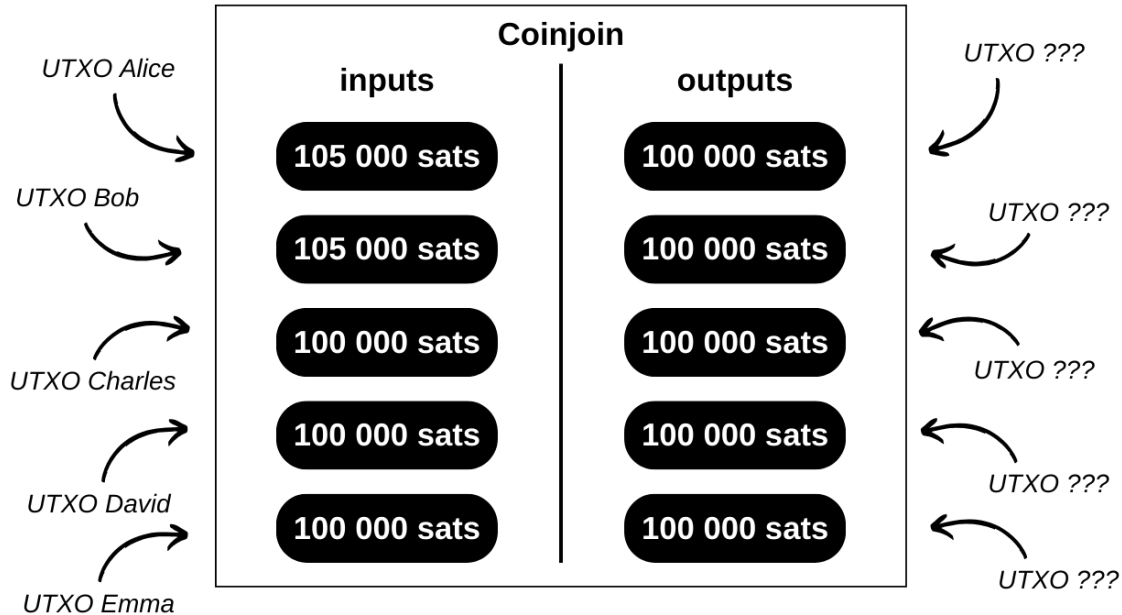 Coinjoin
inputs
outputs
UTXO Alice
105 000 sats
100 000 sats
UTXO ???
UTXO Bob
105 000 sats
100 000 sats
UTXO ???
UTXO Charles
100 000 sats
100 000 sats
UTXO ???
UTXO David
100 000 sats
100 000 sats
UTXO ???
UTXO Emma
100 000 sats
100 000 sats
UTXO ???